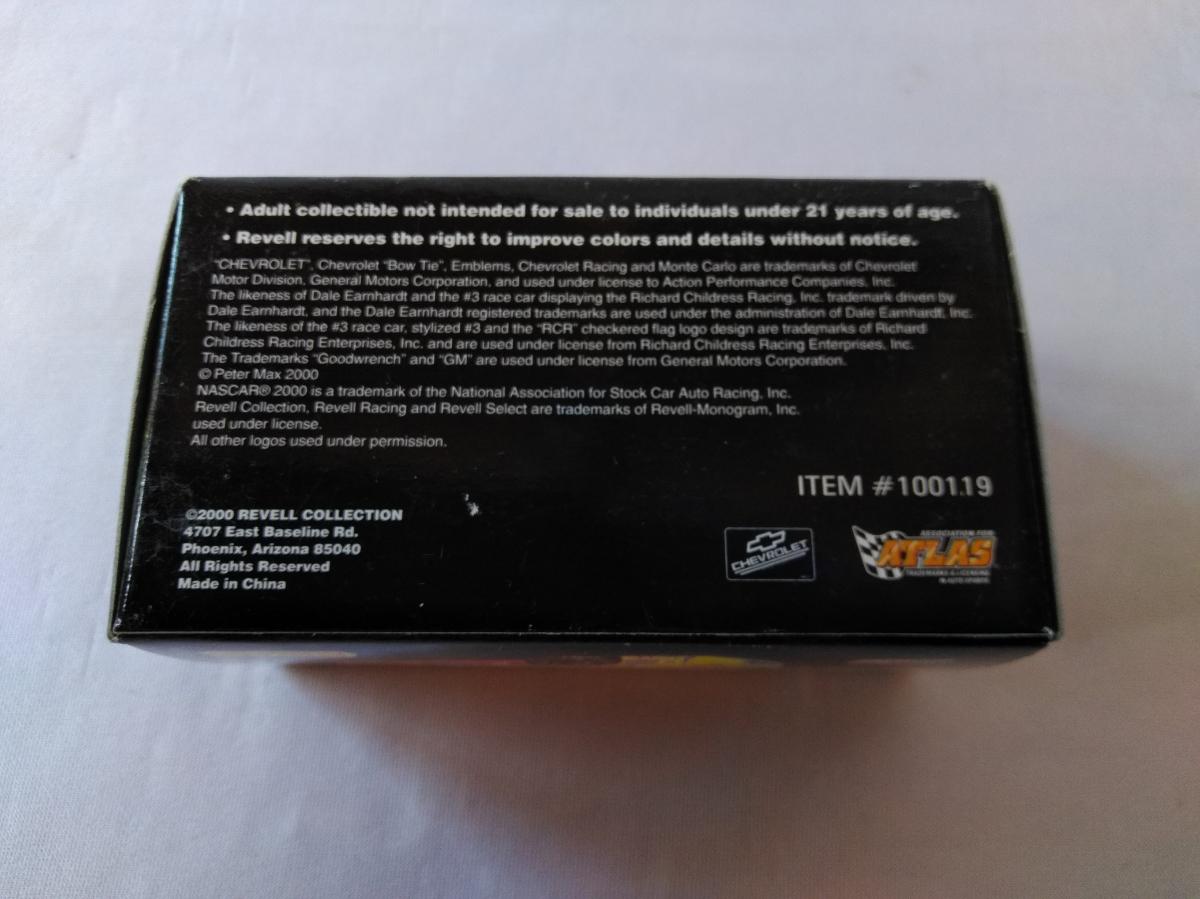 • Adult collectible not intended for sale to individuals under 21 years of age.
• Revell reserves the right to improve colors and details without notice.
"CHEVROLET", Chevrolet "Bow Tie", Emblems, Chevrolet Racing and Monte Carlo are trademarks of Chevrolet
Motor Division, General Motors Corporation, and used under license to Action Performance Companies, Inc.
The likeness of Dale Earnhardt and the #3 race car displaying the Richard Childress Racing, Inc. trademark driven by
Dale Earnhardt, and the Dale Earnhardt registered trademarks are used under the administration of Dale Earnhardt, Inc.
The likeness of the #3 race car, stylized #3 and the "RCR" checkered flag logo design are trademarks of Richard
Childress Racing Enterprises, Inc. and are used under license from Richard Childress Racing Enterprises, Inc.
The Trademarks "Goodwrench" and "GM" are used under license from General Motors Corporation.
© Peter Max 2000
NASCAR® 2000 is a trademark of the National Association for Stock Car Auto Racing, Inc.
Revell Collection, Revell Racing and Revell Select are trademarks of Revell-Monogram, Inc.
used under license.
All other logos used under permission.
ITEM #100119
©2000 REVELL COLLECTION
4707 East Baseline Rd.
Phoenix, Arizona 85040
All Rights Reserved
Made in China
CHEVROLET
ASSOCIATION FOR
ATLAS
TRADEMARKS & LICENSING
IN AUTO SPORTS